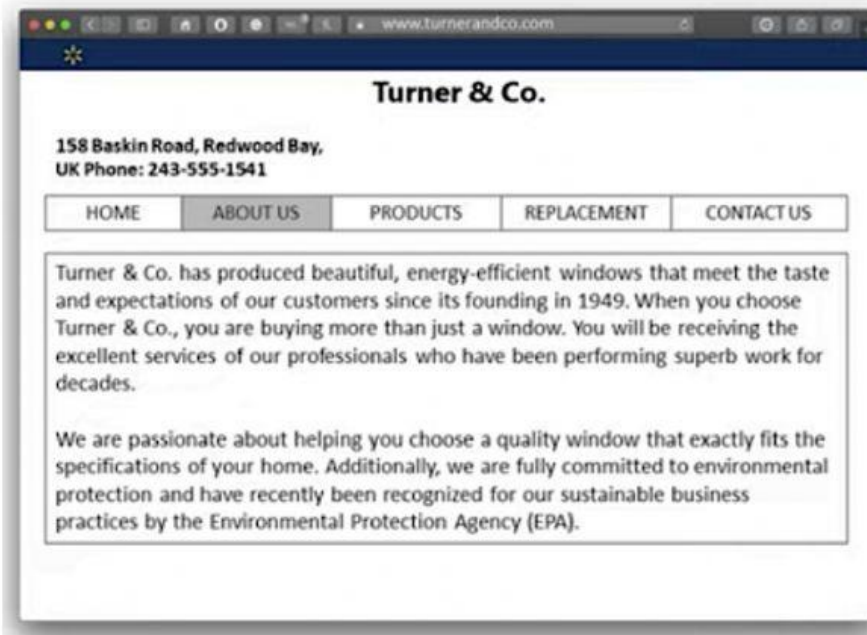 www.turnerandco.com
Turner & Co.
158 Baskin Road, Redwood Bay,
UK Phone: 243-555-1541
HOME ABOUT US PRODUCTS REPLACEMENT CONTACT US
Turner & Co. has produced beautiful, energy-efficient windows that meet the taste
and expectations of our customers since its founding in 1949. When you choose
Turner & Co., you are buying more than just a window. You will be receiving the
excellent services of our professionals who have been performing superb work for
decades.
We are passionate about helping you choose a quality window that exactly fits the
specifications of your home. Additionally, we are fully committed to environmental
protection and have recently been recognized for our sustainable business
practices by the Environmental Protection Agency (EPA).